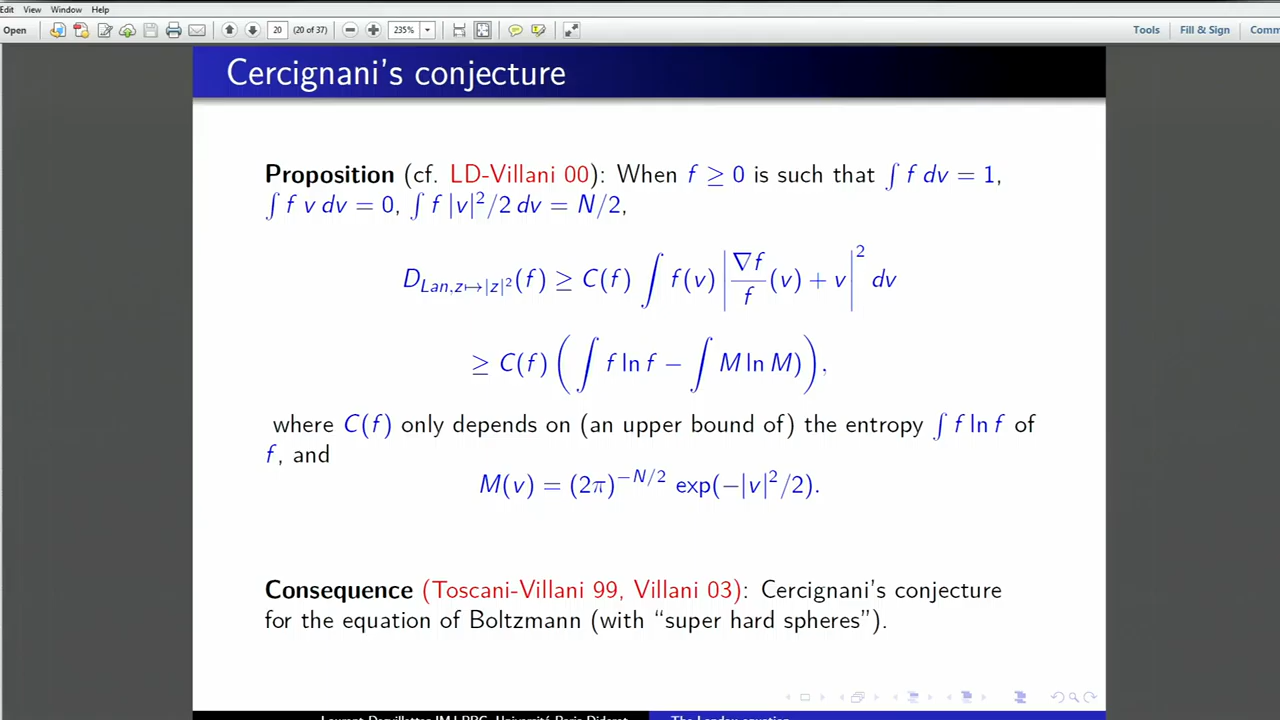 Edit View Window Help
Open 20 (20 of 37) 235% Tools Fill & Sign
Cercignani's conjecture
Proposition (cf. LD-Villani 00): When f ≥ 0 is such that ∫ f dv = 1,
∫ f v dv = 0, ∫ f |v|²/2 dv = N/2,
D_{Lan,z↦|z|²}(f) ≥ C(f) ∫ f(v) |∇f/f (v) + v|² dv
≥ C(f) (∫ f ln f − ∫ M ln M)),
where C(f) only depends on (an upper bound of) the entropy ∫ f ln f of
f, and
M(v) = (2π)^{−N/2} exp(−|v|²/2).
Consequence (Toscani-Villani 99, Villani 03): Cercignani's conjecture
for the equation of Boltzmann (with “super hard spheres”).